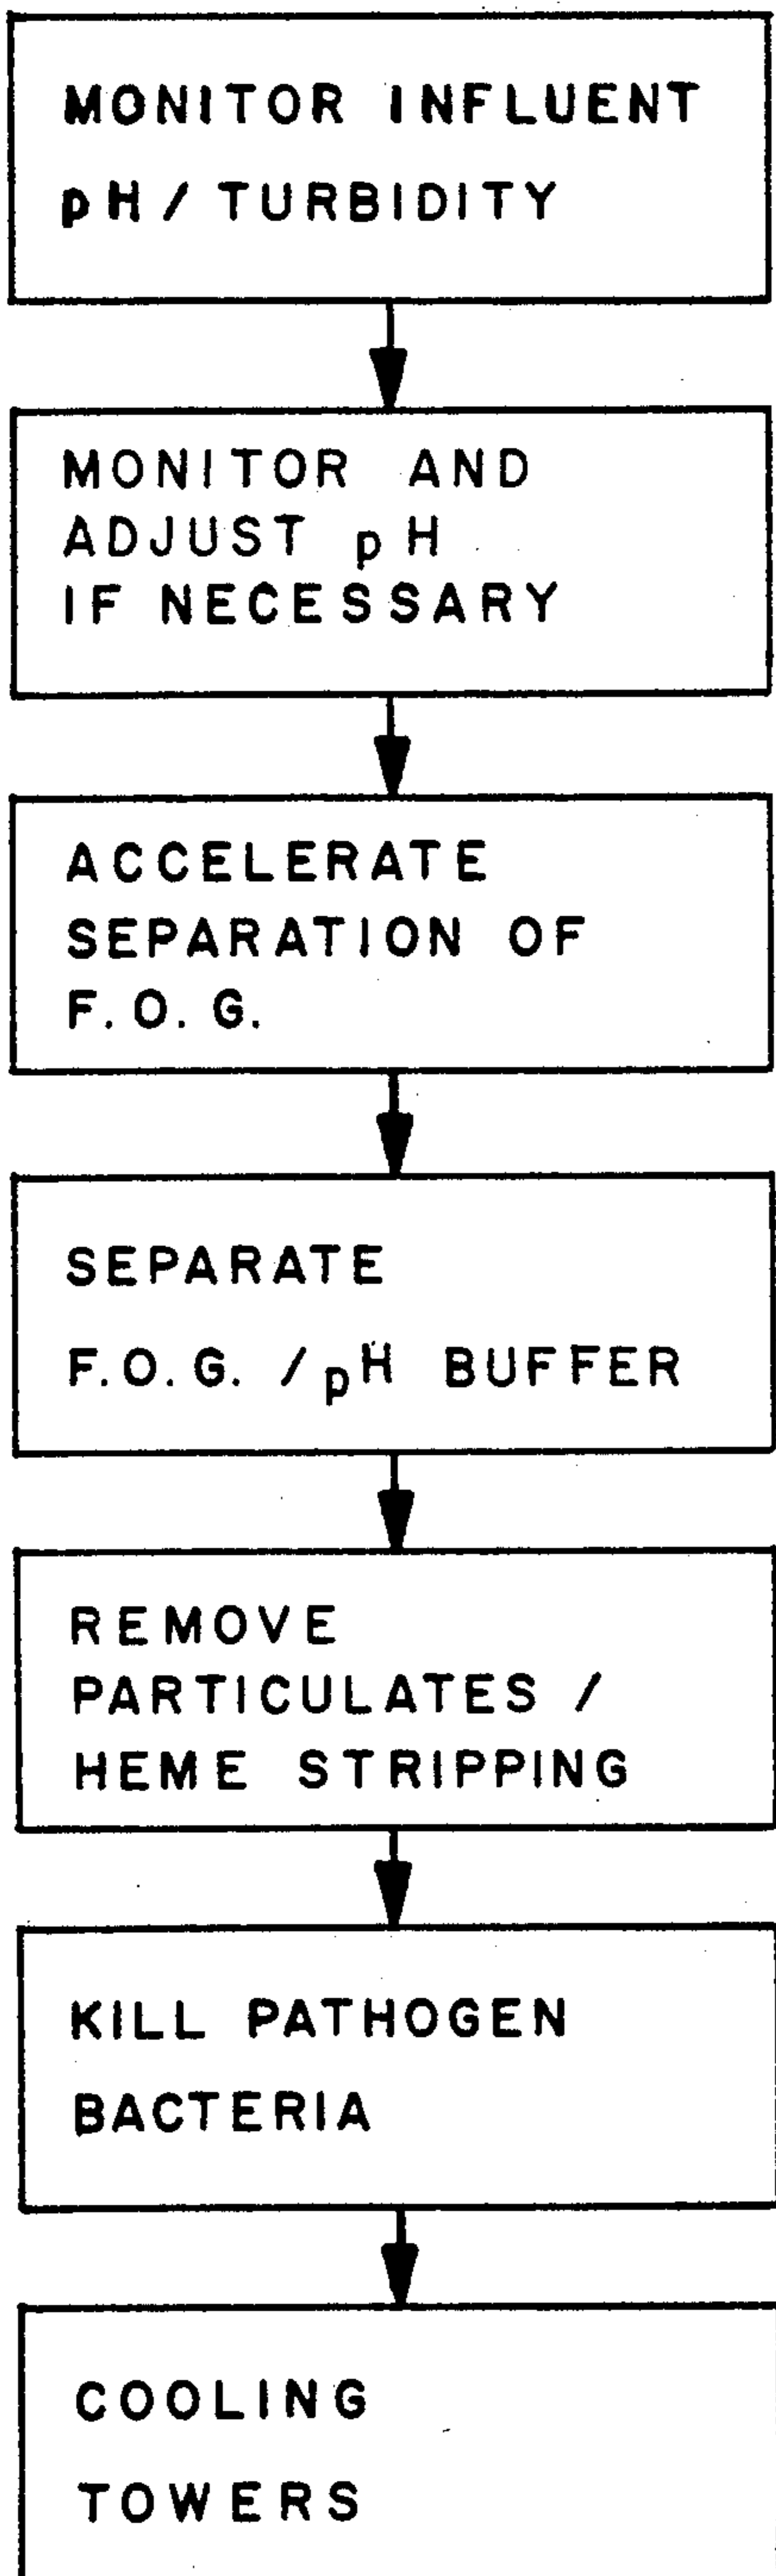 MONITOR INFLUENT
pH / TURBIDITY
MONITOR AND
ADJUST pH
IF NECESSARY
ACCELERATE
SEPARATION OF
F.O.G.
SEPARATE
F.O.G. / pH BUFFER
REMOVE
PARTICULATES /
HEME STRIPPING
KILL PATHOGEN
BACTERIA
COOLING
TOWERS